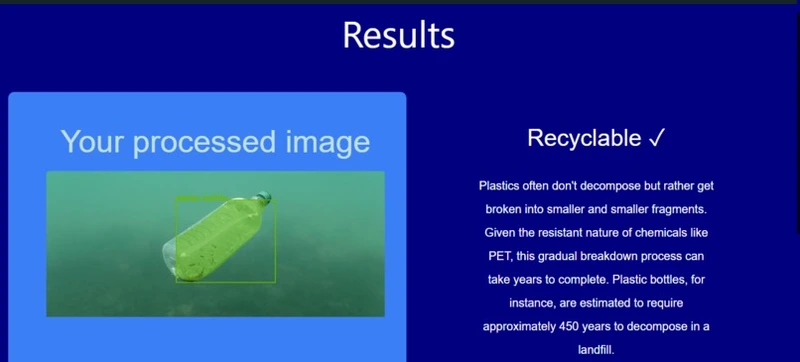 Results
Your processed image
Recyclable ✓
Plastics often don't decompose but rather get
broken into smaller and smaller fragments.
Given the resistant nature of chemicals like
PET, this gradual breakdown process can
take years to complete. Plastic bottles, for
instance, are estimated to require
approximately 450 years to decompose in a
landfill.